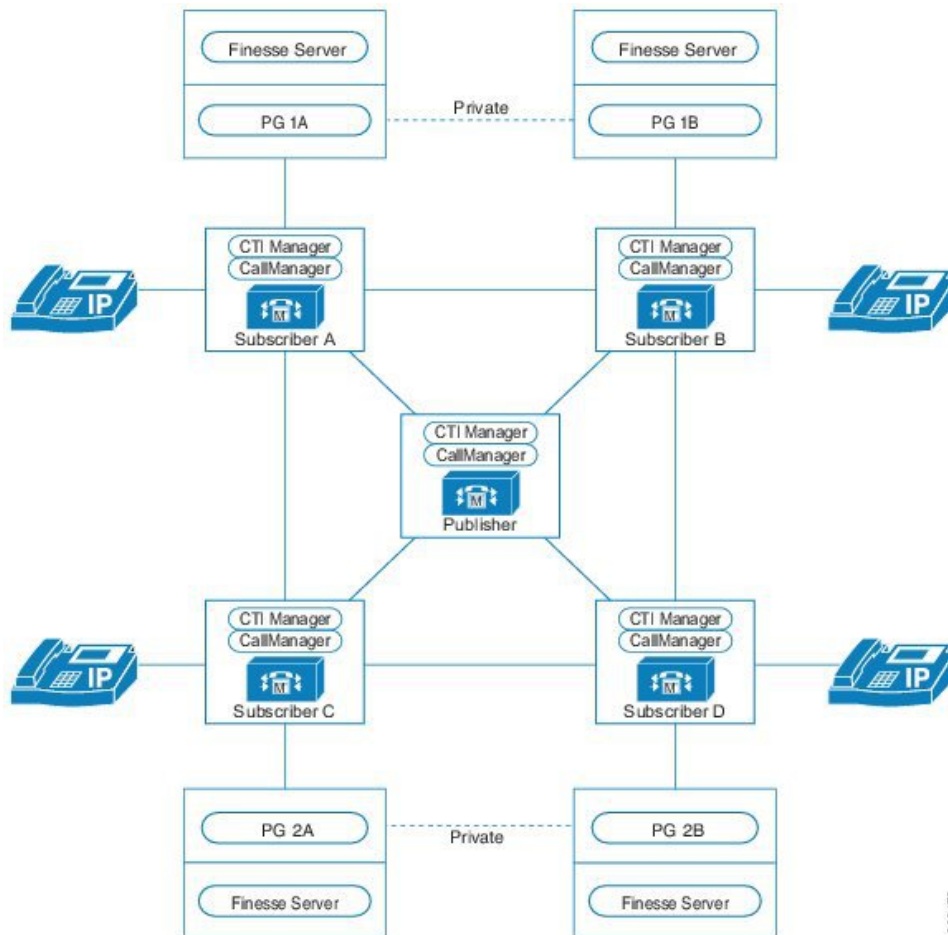 Finesse Server
Finesse Server
PG 1A
Private
PG 1B
CTI Manager
CallManager
M
Subscriber A
CTI Manager
CallManager
M
Subscriber B
IP
IP
CTI Manager
CallManager
M
Publisher
CTI Manager
CallManager
M
Subscriber C
CTI Manager
CallManager
M
Subscriber D
IP
IP
PG 2A
Private
PG 2B
Finesse Server
Finesse Server